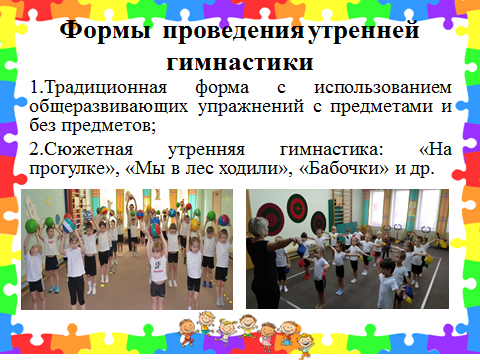 Формы проведения утренней
гимнастики
1.Традиционная форма с использованием
общеразвивающих упражнений с предметами и
без предметов;
2.Сюжетная утренняя гимнастика: «На
прогулке», «Мы в лес ходили», «Бабочки» и др.